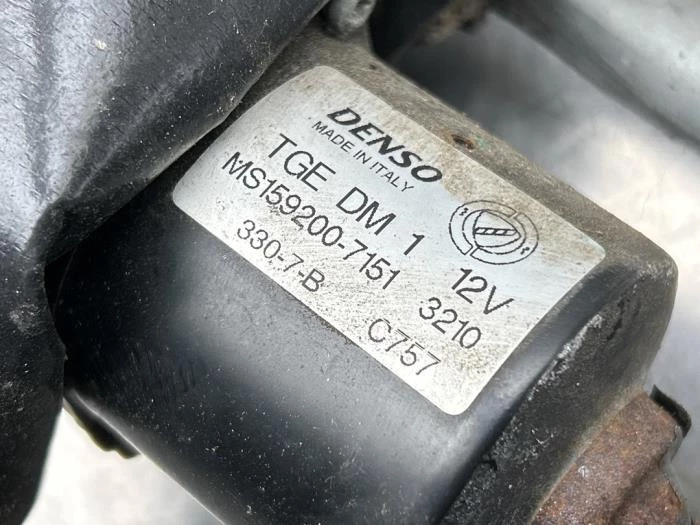 DENSO
MADE IN ITALY
TGE DM 1 12V
MS159200-7151 3210
330-7-B C757